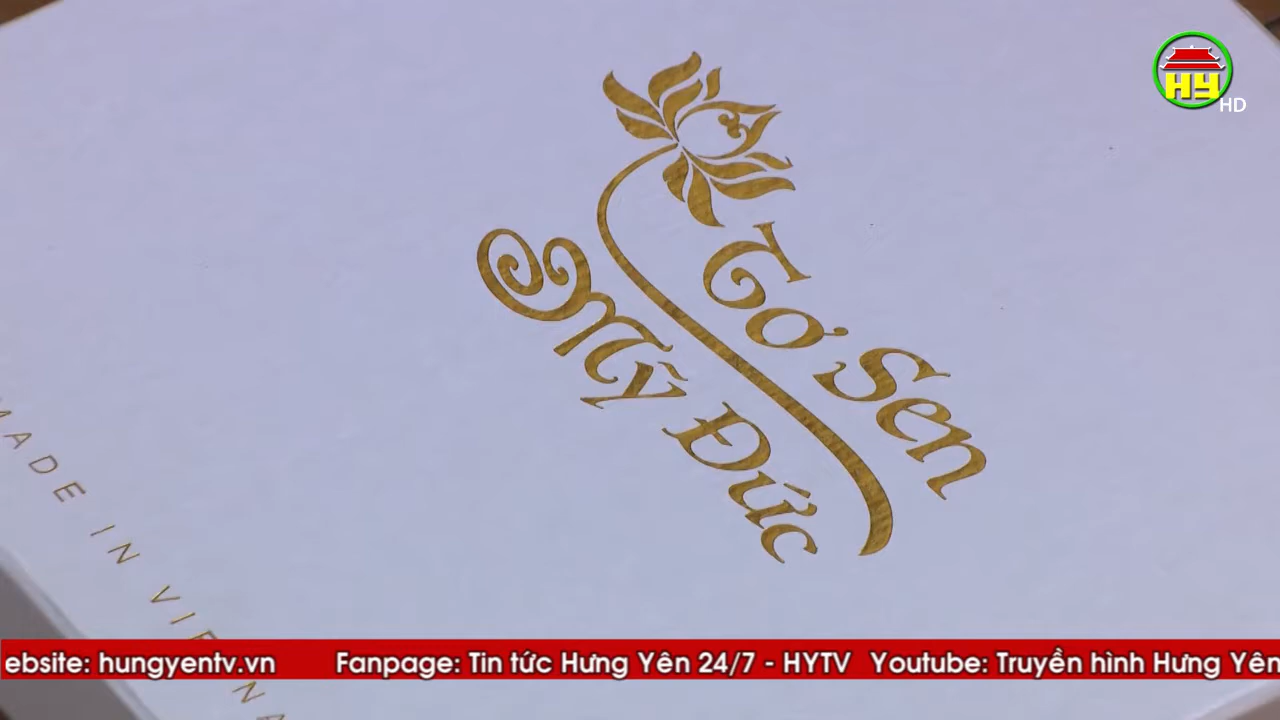 HY
HD
Tơ Sen
Mỹ Đức
MADE IN VIETNA
ebsite: hungyentv.vn Fanpage: Tin tức Hưng Yên 24/7 - HYTV Youtube: Truyền hình Hưng Yên